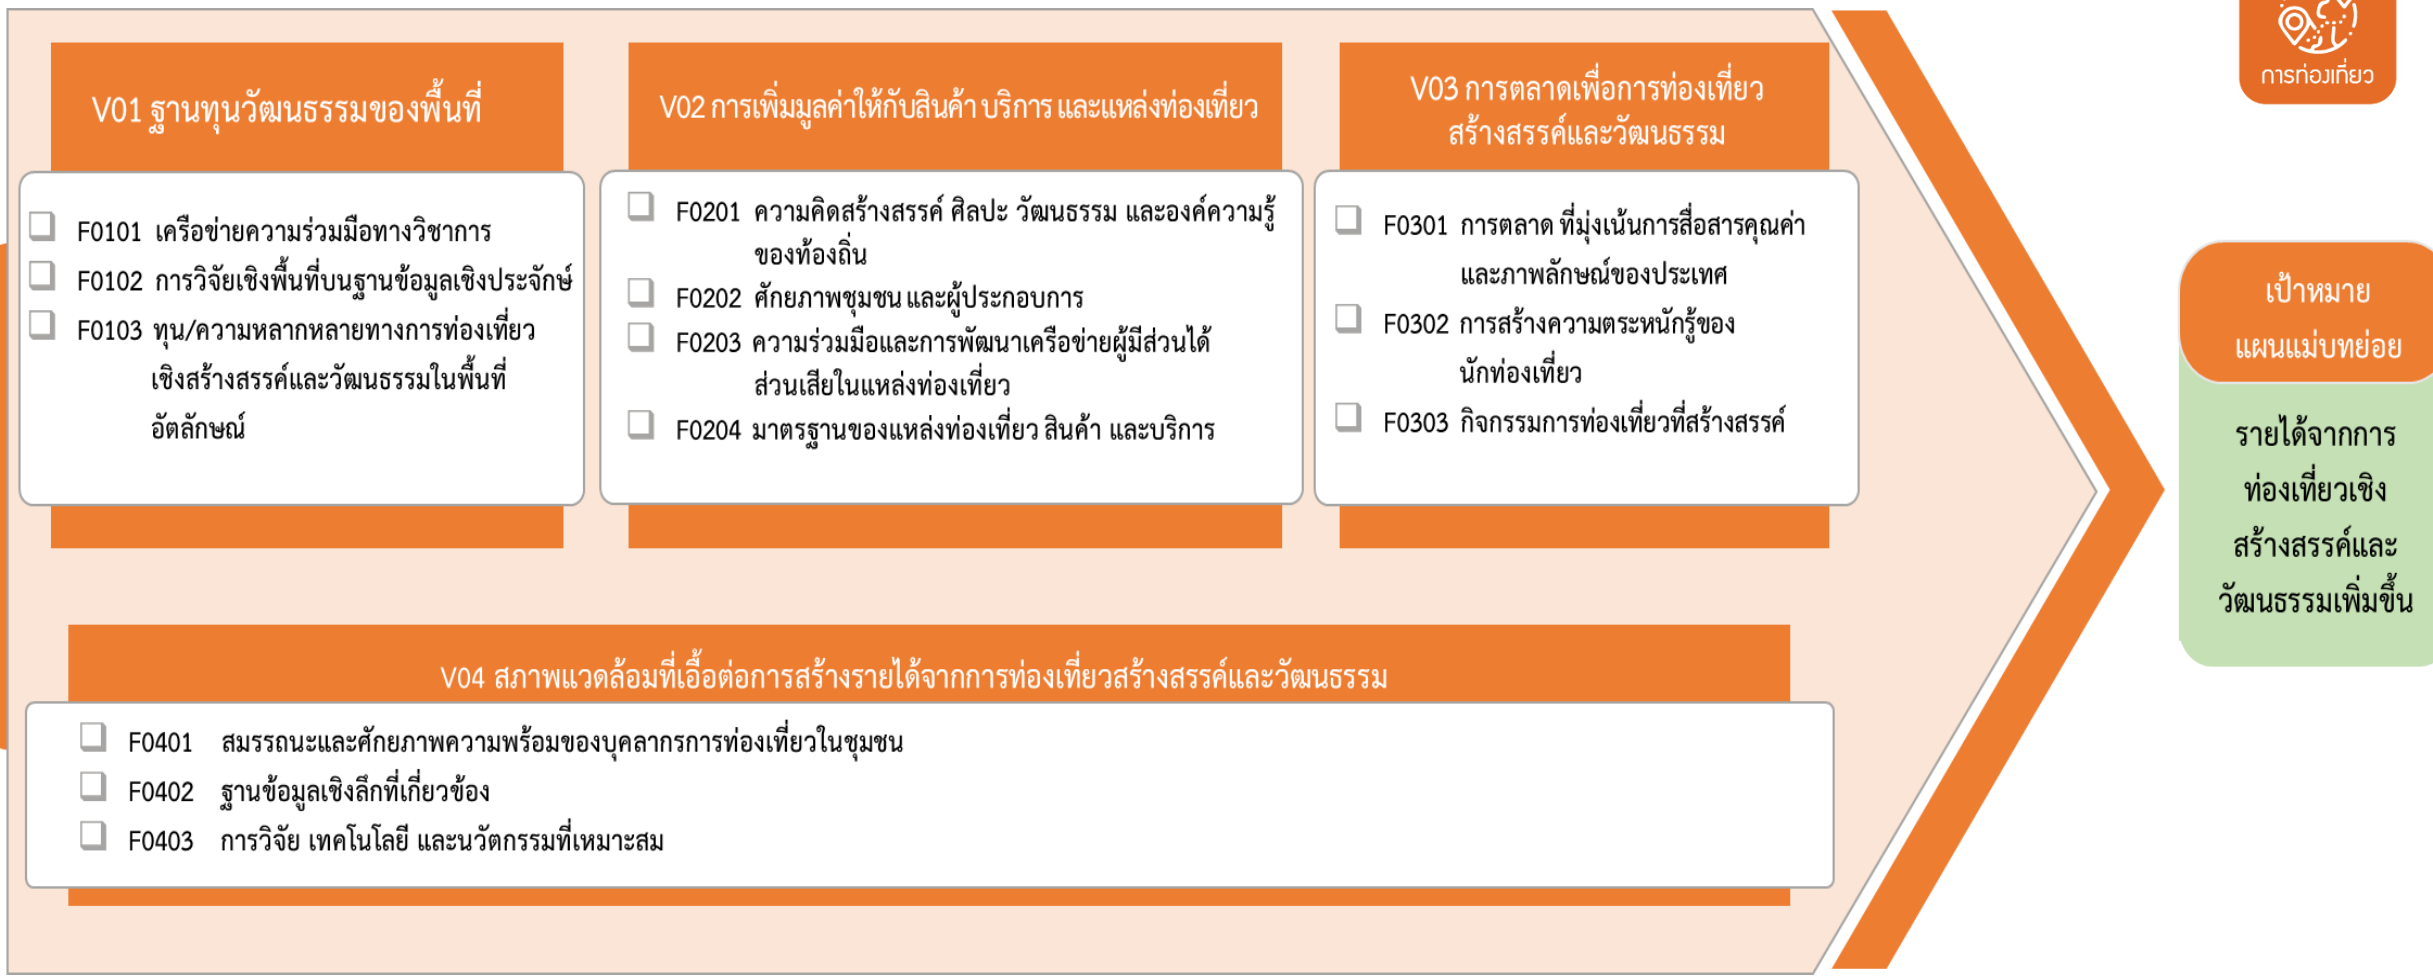 การท่องเที่ยว
V01 ฐานทุนวัฒนธรรมของพื้นที่
F0101 เครือข่ายความร่วมมือทางวิชาการ
F0102 การวิจัยเชิงพื้นที่บนฐานข้อมูลเชิงประจักษ์
F0103 ทุน/ความหลากหลายทางการท่องเที่ยว
เชิงสร้างสรรค์และวัฒนธรรมในพื้นที่
อัตลักษณ์
V02 การเพิ่มมูลค่าให้กับสินค้า บริการ และแหล่งท่องเที่ยว
F0201 ความคิดสร้างสรรค์ ศิลปะ วัฒนธรรม และองค์ความรู้
ของท้องถิ่น
F0202 ศักยภาพชุมชน และผู้ประกอบการ
F0203 ความร่วมมือและการพัฒนาเครือข่ายผู้มีส่วนได้
ส่วนเสียในแหล่งท่องเที่ยว
F0204 มาตรฐานของแหล่งท่องเที่ยว สินค้า และบริการ
V03 การตลาดเพื่อการท่องเที่ยว
สร้างสรรค์และวัฒนธรรม
F0301 การตลาด ที่มุ่งเน้นการสื่อสารคุณค่า
และภาพลักษณ์ของประเทศ
F0302 การสร้างความตระหนักรู้ของ
นักท่องเที่ยว
F0303 กิจกรรมการท่องเที่ยวที่สร้างสรรค์
V04 สภาพแวดล้อมที่เอื้อต่อการสร้างรายได้จากการท่องเที่ยวสร้างสรรค์และวัฒนธรรม
F0401 สมรรถนะและศักยภาพความพร้อมของบุคลากรการท่องเที่ยวในชุมชน
F0402 ฐานข้อมูลเชิงลึกที่เกี่ยวข้อง
F0403 การวิจัย เทคโนโลยี และนวัตกรรมที่เหมาะสม
เป้าหมาย
แผนแม่บทย่อย
รายได้จากการ
ท่องเที่ยวเชิง
สร้างสรรค์และ
วัฒนธรรมเพิ่มขึ้น